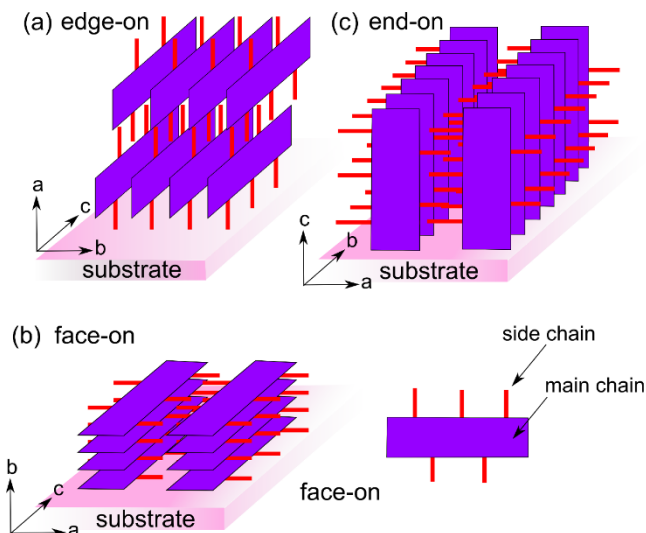 (a) edge-on
a
c
b
substrate
(c) end-on
c
b
a
substrate
(b) face-on
b
c
a
substrate
side chain
main chain
face-on